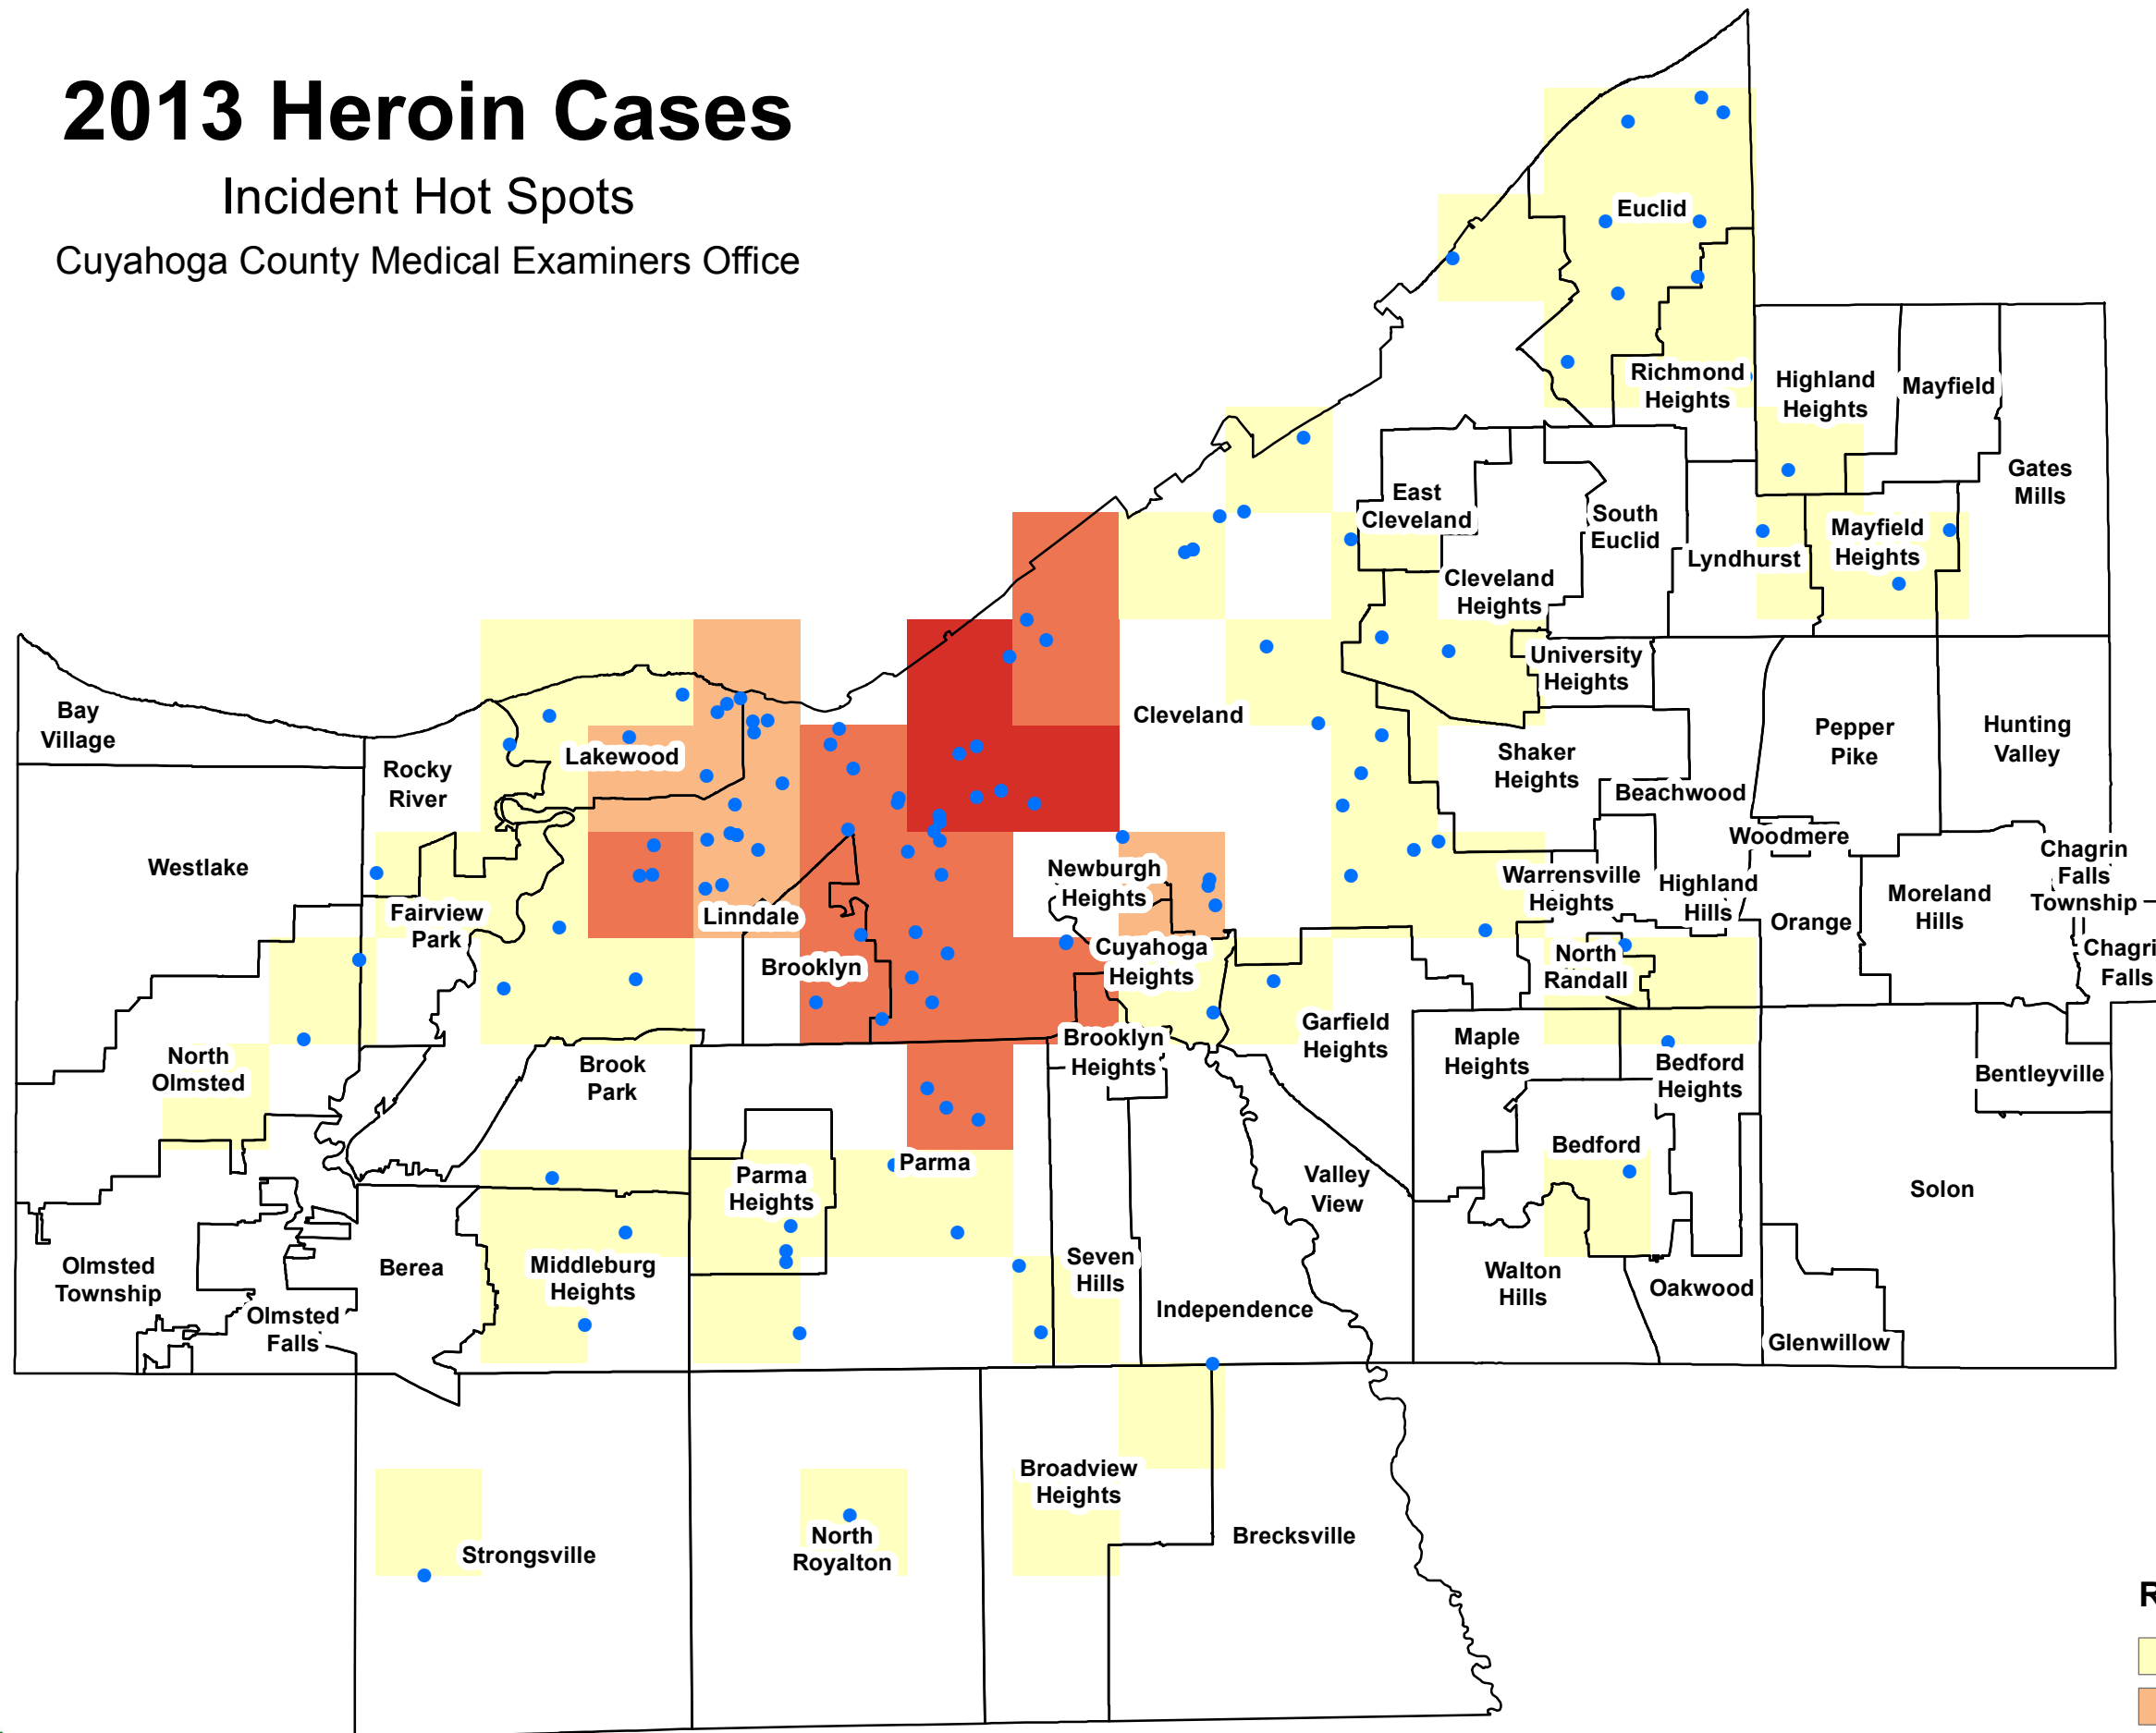 2013 Heroin Cases
Incident Hot Spots
Cuyahoga County Medical Examiners Office
Euclid
Richmond
Heights
Highland
Heights
Mayfield
Gates
Mills
East
Cleveland
South
Euclid
Lyndhurst
Mayfield
Heights
Cleveland
Heights
University
Heights
Bay
Village
Rocky
River
Lakewood
Cleveland
Shaker
Heights
Beachwood
Pepper
Pike
Hunting
Valley
Woodmere
Westlake
Fairview
Park
Linndale
Newburgh
Heights
Warrensville
Heights
Highland
Hills
Orange
Moreland
Hills
Chagrin
Falls
Township
Chagri
Falls
Brooklyn
Cuyahoga
Heights
North
Randall
North
Olmsted
Brook
Park
Brooklyn
Heights
Garfield
Heights
Maple
Heights
Bedford
Heights
Bentleyville
Parma
Parma
Heights
Bedford
Valley
View
Solon
Olmsted
Township
Berea
Middleburg
Heights
Seven
Hills
Independence
Walton
Hills
Oakwood
Olmsted
Falls
Glenwillow
Strongsville
North
Royalton
Broadview
Heights
Brecksville
R